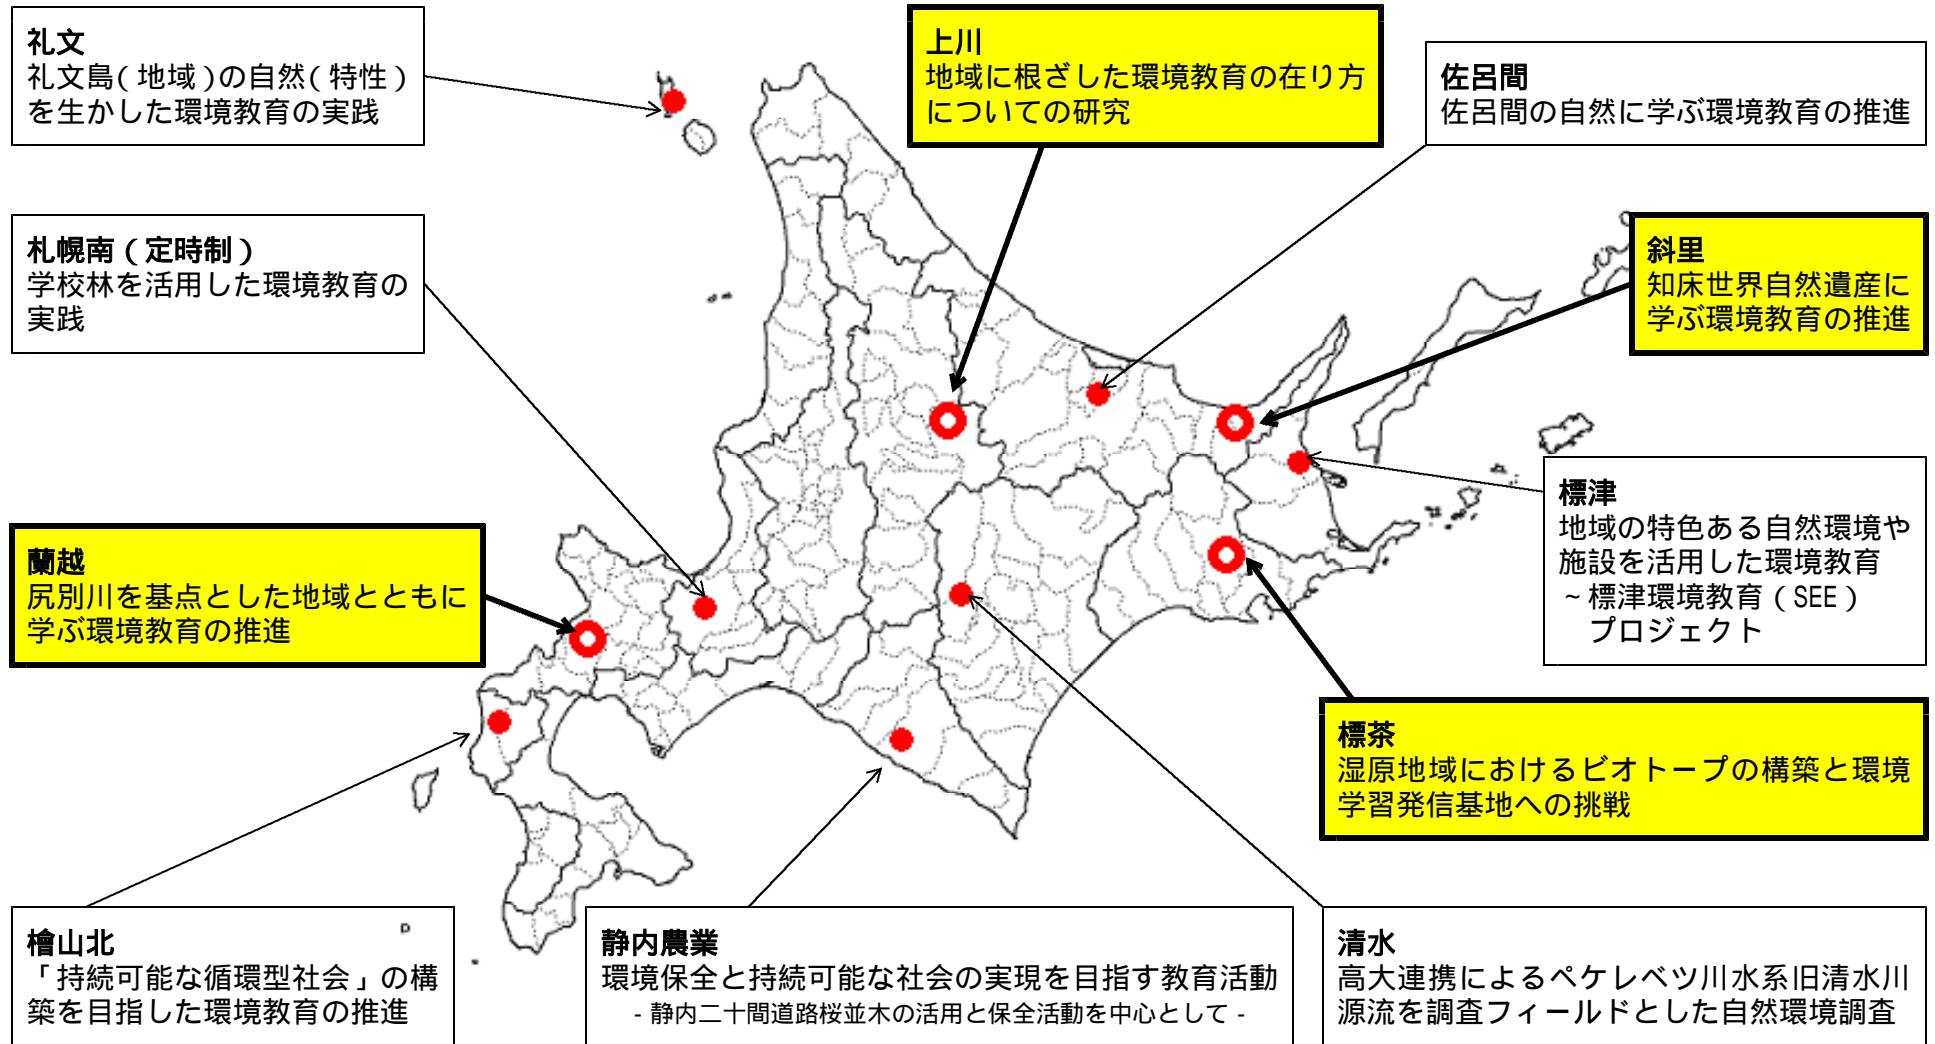 礼文
礼文島(地域)の自然(特性)
を生かした環境教育の実践
上川
地域に根ざした環境教育の在り方
についての研究
佐呂間
佐呂間の自然に学ぶ環境教育の推進
札幌南(定時制)
学校林を活用した環境教育の
実践
斜里
知床世界自然遺産に
学ぶ環境教育の推進
蘭越
尻別川を基点とした地域とともに
学ぶ環境教育の推進
標津
地域の特色ある自然環境や
施設を活用した環境教育
~標津環境教育(SEE)
プロジェクト
標茶
湿原地域におけるビオトープの構築と環境
学習発信基地への挑戦
檜山北
「持続可能な循環型社会」の構
築を目指した環境教育の推進
静内農業
環境保全と持続可能な社会の実現を目指す教育活動
- 静内二十間道路桜並木の活用と保全活動を中心として -
清水
高大連携によるペケレベツ川水系旧清水川
源流を調査フィールドとした自然環境調査